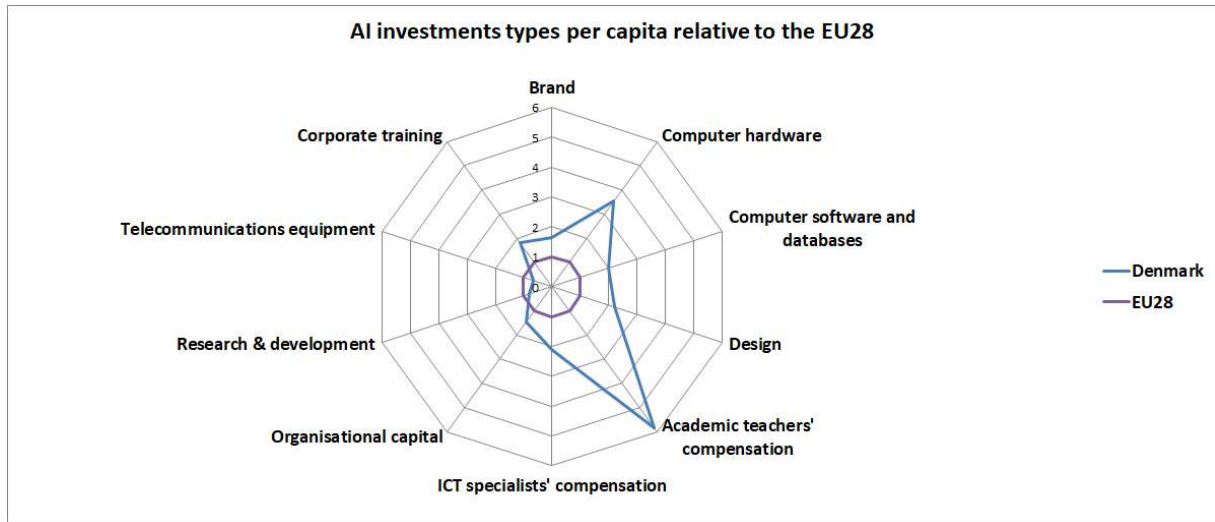 AI investments types per capita relative to the EU28
Brand
6
5
4
3
2
1
0
Computer hardware
Computer software and
databases
Design
Academic teachers'
compensation
ICT specialists' compensation
Organisational capital
Research & development
Telecommunications equipment
Corporate training
Denmark
EU28